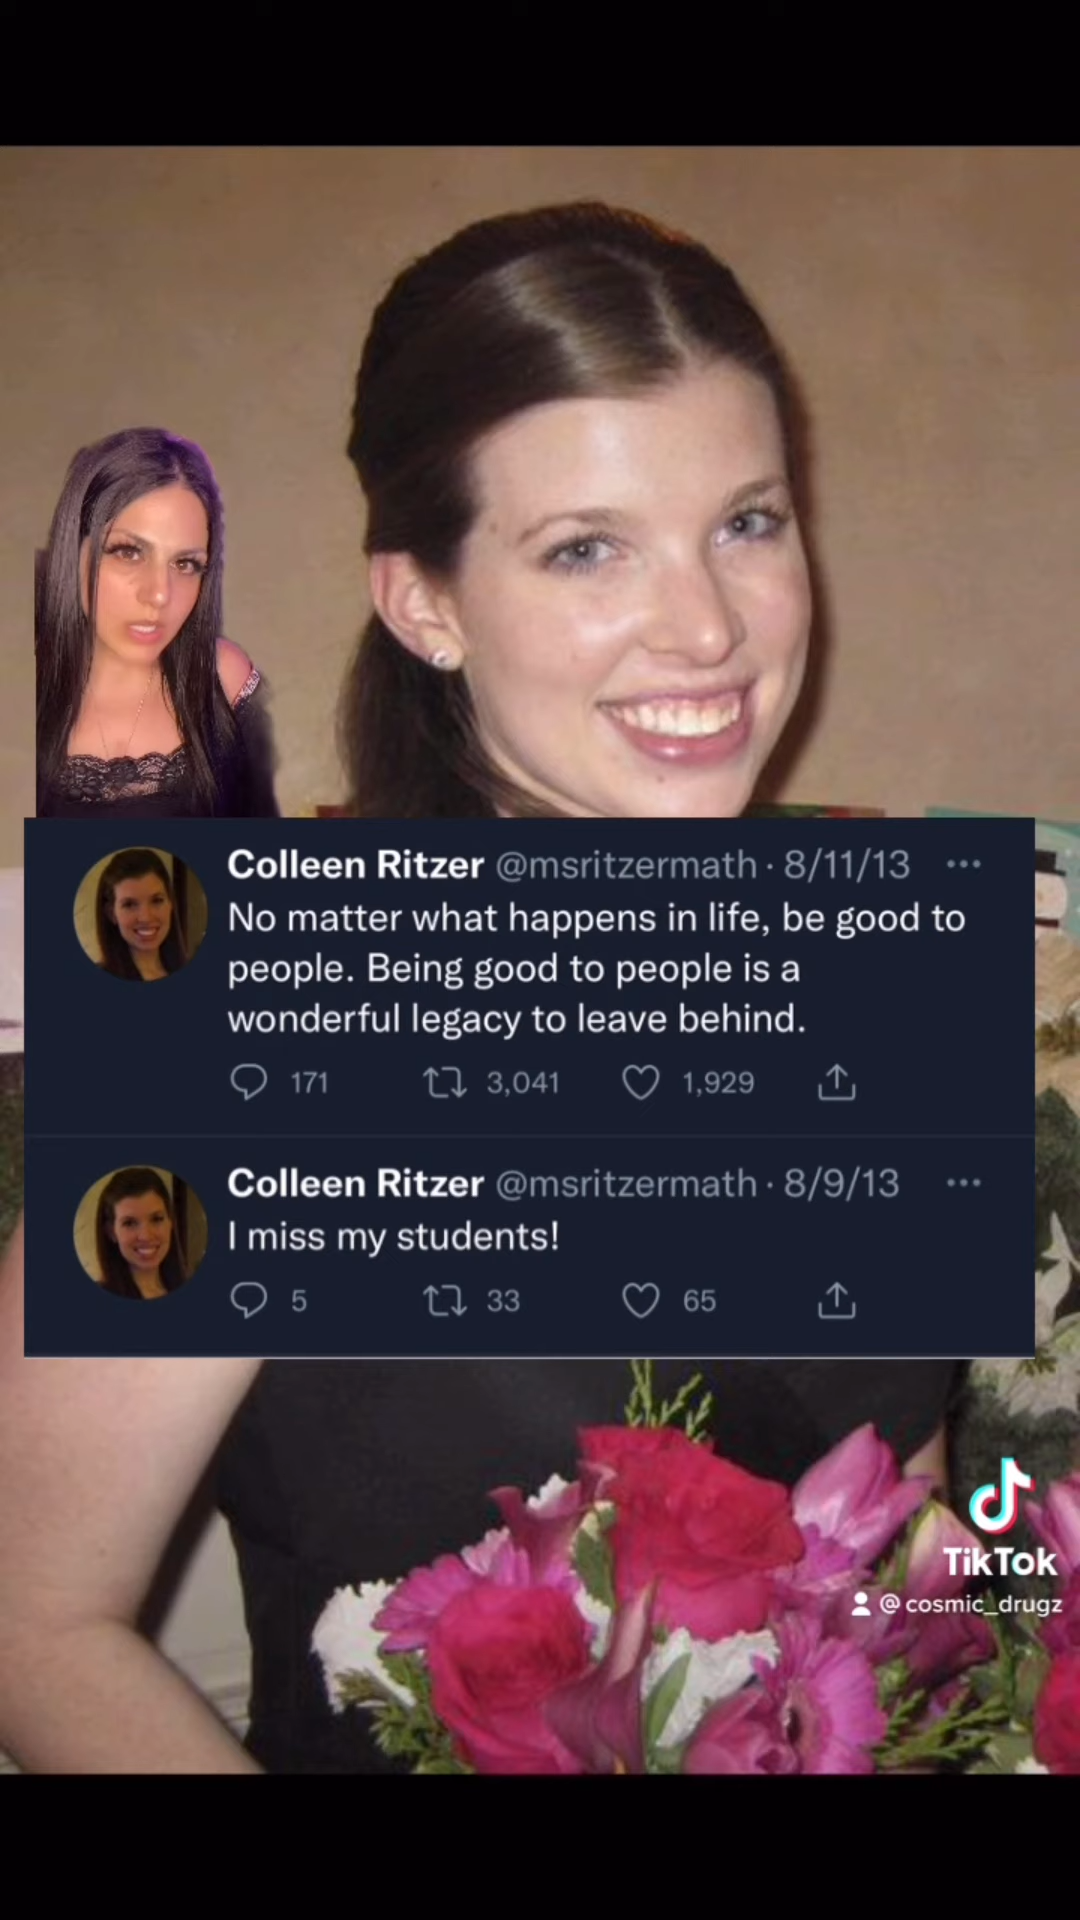 Colleen Ritzer @msritzermath · 8/11/13 ···
No matter what happens in life, be good to
people. Being good to people is a
wonderful legacy to leave behind.
171 3,041 1,929
Colleen Ritzer @msritzermath · 8/9/13 ···
I miss my students!
5 33 65
TikTok
@cosmic_drugz